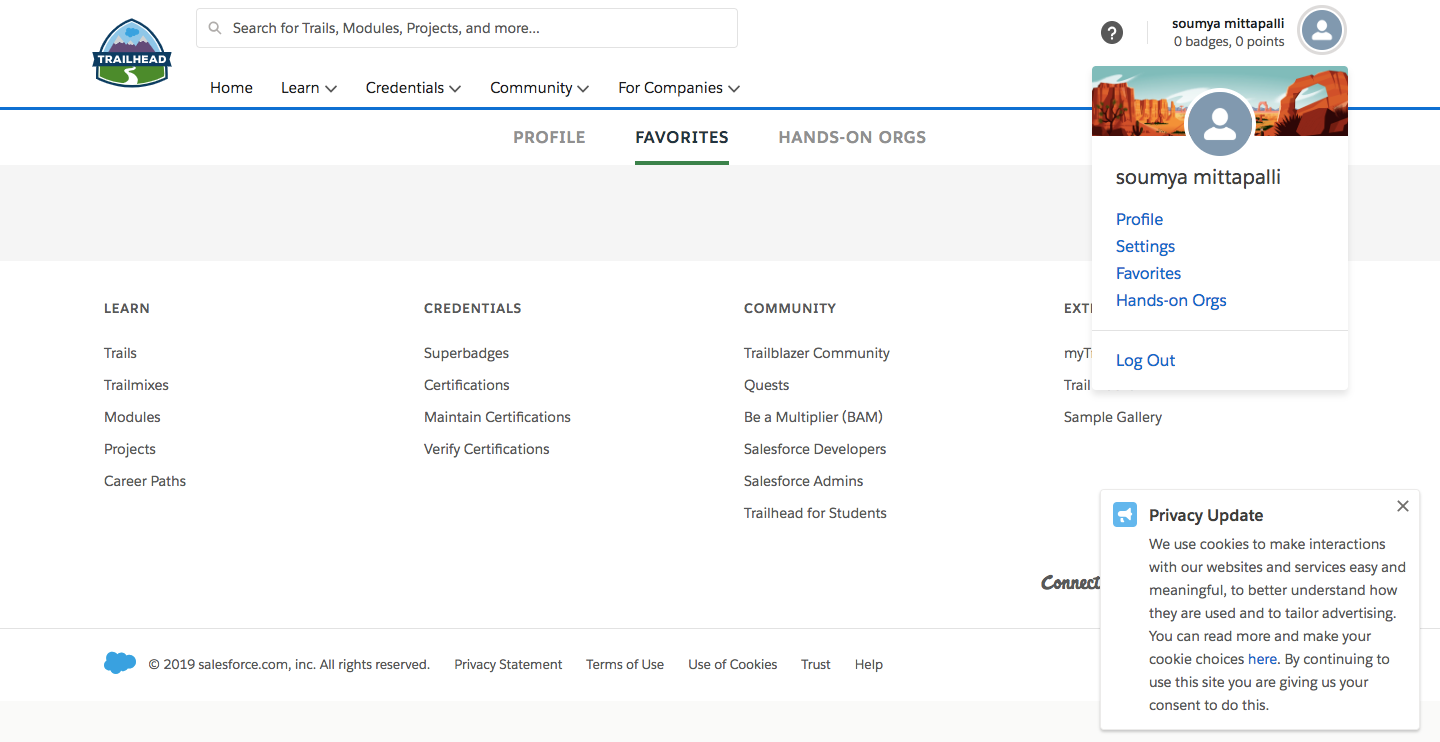 TRAILHEAD
Search for Trails, Modules, Projects, and more...
soumya mittapalli
0 badges, 0 points
Home Learn Credentials Community For Companies
PROFILE FAVORITES HANDS-ON ORGS
soumya mittapalli
Profile
Settings
Favorites
Hands-on Orgs
Log Out
LEARN
Trails
Trailmixes
Modules
Projects
Career Paths
CREDENTIALS
Superbadges
Certifications
Maintain Certifications
Verify Certifications
COMMUNITY
Trailblazer Community
Quests
Be a Multiplier (BAM)
Salesforce Developers
Salesforce Admins
Trailhead for Students
Sample Gallery
Connect
Privacy Update
We use cookies to make interactions
with our websites and services easy and
meaningful, to better understand how
they are used and to tailor advertising.
You can read more and make your
cookie choices here. By continuing to
use this site you are giving us your
consent to do this.
© 2019 salesforce.com, inc. All rights reserved. Privacy Statement Terms of Use Use of Cookies Trust Help